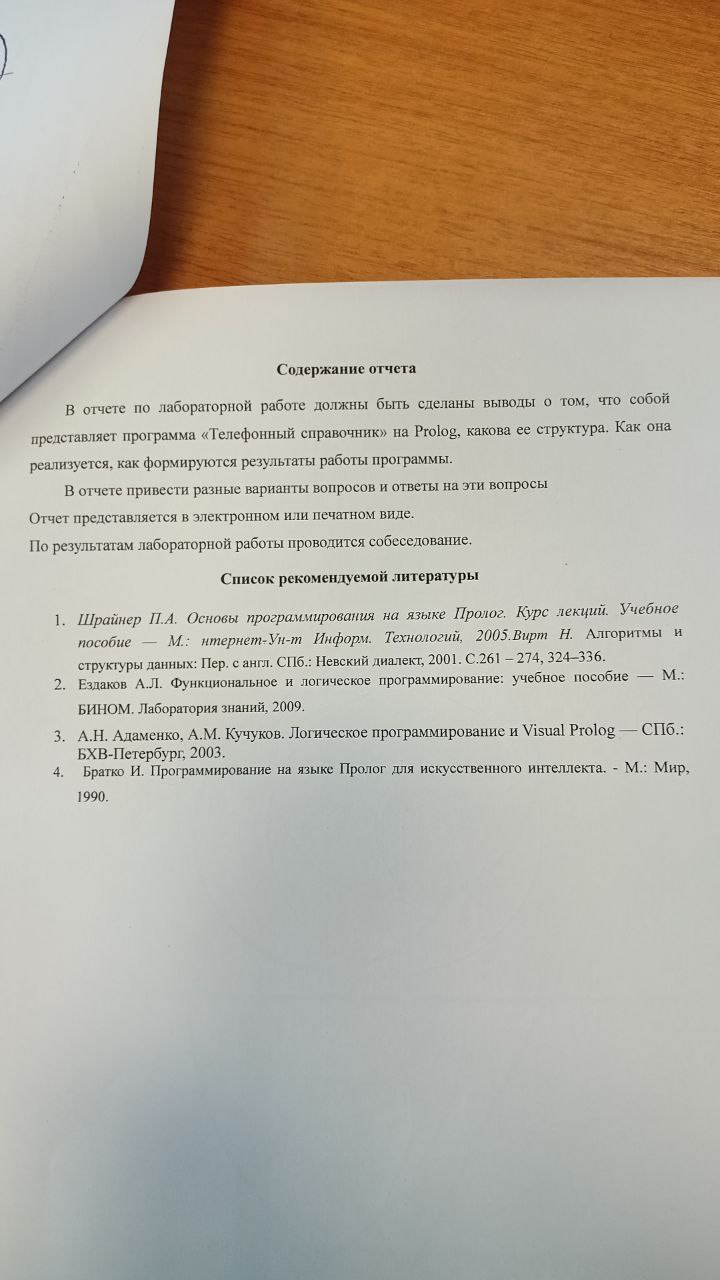 Содержание отчета
В отчете по лабораторной работе должны быть сделаны выводы о том, что собой
представляет программа «Телефонный справочник» на Prolog, какова ее структура. Как она
реализуется, как формируются результаты работы программы.
В отчете привести разные варианты вопросов и ответы на эти вопросы
Отчет представляется в электронном или печатном виде.
По результатам лабораторной работы проводится собеседование.
Список рекомендуемой литературы
1. Шрайнер П.А. Основы программирования на языке Пролог. Курс лекций. Учебное
пособие — М.: нтернет-Ун-т Информ. Технологий, 2005.Вирт Н. Алгоритмы и
структуры данных: Пер. с англ. СПб.: Невский диалект, 2001. С.261 – 274, 324–336.
2. Ездаков А.Л. Функциональное и логическое программирование: учебное пособие — М.:
БИНОМ. Лаборатория знаний, 2009.
3. А.Н. Адаменко, А.М. Кучуков. Логическое программирование и Visual Prolog — СПб.:
БХВ-Петербург, 2003.
4. Братко И. Программирование на языке Пролог для искусственного интеллекта. - М.: Мир,
1990.